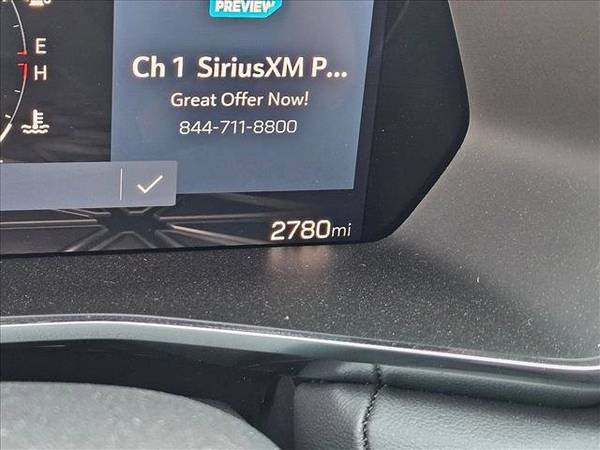 PREVIEW
E
Ch 1 SiriusXM P...
H
Great Offer Now!
844-711-8800
2780mi